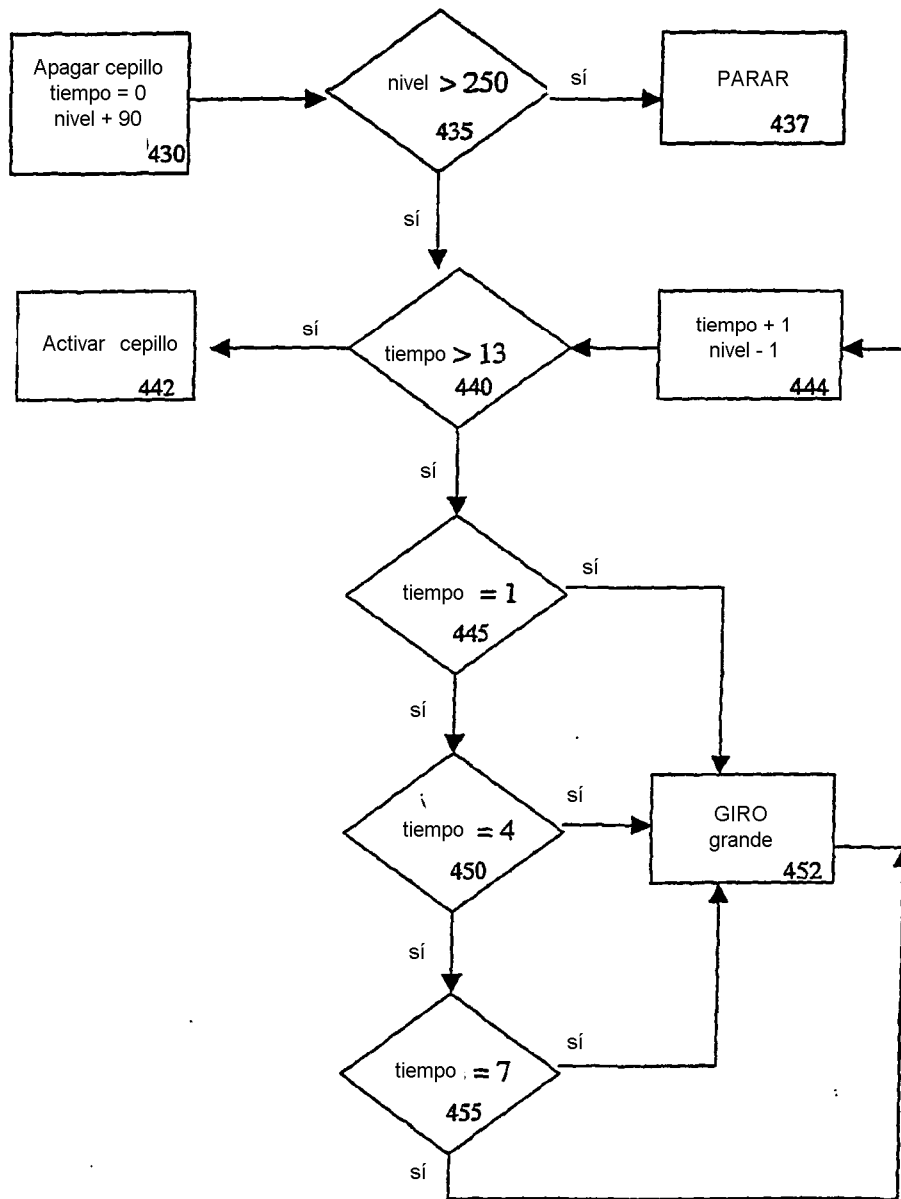 Apagar cepillo
tiempo = 0
nivel + 90
430
nivel > 250
435
sí
PARAR
437
sí
Activar cepillo
442
sí
tiempo > 13
440
tiempo + 1
nivel - 1
444
sí
tiempo = 1
445
sí
sí
tiempo = 4
450
sí
GIRO
grande
452
sí
tiempo = 7
455
sí
sí